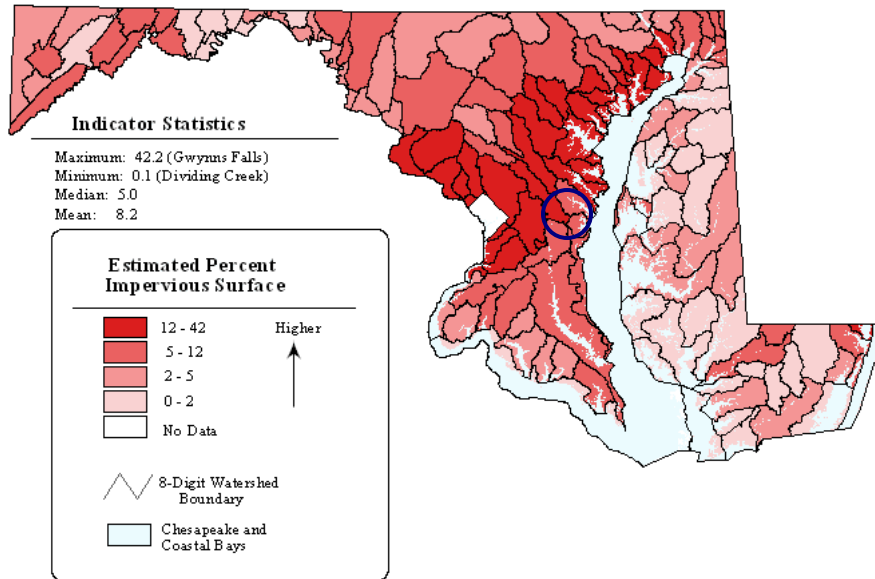 Indicator Statistics
Maximum: 42.2 (Gwynns Falls)
Minimum: 0.1 (Dividing Creek)
Median: 5.0
Mean: 8.2
Estimated Percent
Impervious Surface
12 - 42
5 - 12
2 - 5
0 - 2
No Data
Higher
8-Digit Watershed
Boundary
Chesapeake and
Coastal Bays